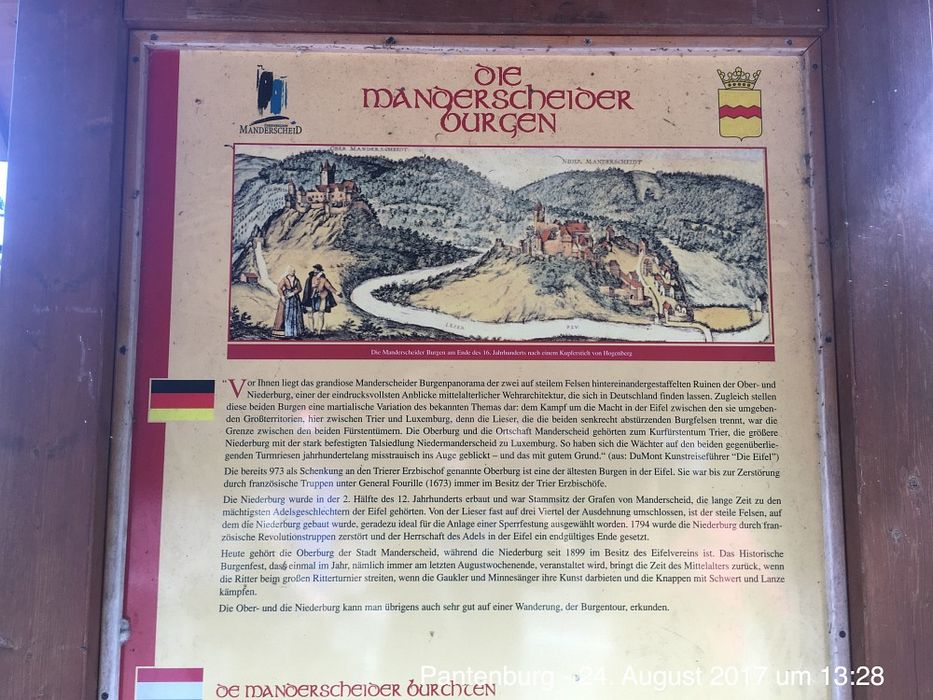 DIE
MANDERSCHEIDER
BURGEN
MANDERSCHEID
OBER MANDERSCHEIDT
NIDER MANDERSCHEIDT
LESER
FLV
Die Manderscheider Burgen am Ende des 16. Jahrhunderts nach einem Kupferstich von Hogenberg
"Vor Ihnen liegt das grandiose Manderscheider Burgenpanorama der zwei auf steilem Felsen hintereinandergestaffelten Ruinen der Ober- und
Niederburg, einer der eindrucksvollsten Anblicke mittelalterlicher Wehrarchitektur, die sich in Deutschland finden lassen. Zugleich stellen
diese beiden Burgen eine martialische Variation des bekannten Themas dar: dem Kampf um die Macht in der Eifel zwischen den sie umgeben-
den Großterritorien, hier zwischen Trier und Luxemburg, denn die Lieser, die die beiden senkrecht abstürzenden Burgfelsen trennt, war die
Grenze zwischen den beiden Fürstentümern. Die Oberburg und die Ortschaft Manderscheid gehörten zum Kurfürstentum Trier, die größere
Niederburg mit der stark befestigten Talsiedlung Niedermanderscheid zu Luxemburg. So haben sich die Wächter auf den beiden gegenüberlie-
genden Turmriesen jahrhundertelang misstrauisch ins Auge geblickt – und das mit gutem Grund.“ (aus: DuMont Kunstreiseführer “Die Eifel”)
Die bereits 973 als Schenkung an den Trierer Erzbischof genannte Oberburg ist eine der ältesten Burgen in der Eifel. Sie war bis zur Zerstörung
durch französische Truppen unter General Fourille (1673) immer im Besitz der Trier Erzbischöfe.
Die Niederburg wurde in der 2. Hälfte des 12. Jahrhunderts erbaut und war Stammsitz der Grafen von Manderscheid, die lange Zeit zu den
mächtigsten Adelsgeschlechtern der Eifel gehörten. Von der Lieser fast auf drei Viertel der Ausdehnung umschlossen, ist der steile Felsen, auf
dem die Niederburg gebaut wurde, geradezu ideal für die Anlage einer Sperrfestung ausgewählt worden. 1794 wurde die Niederburg durch fran-
zösische Revolutionstruppen zerstört und der Herrschaft des Adels in der Eifel ein endgültiges Ende gesetzt.
Heute gehört die Oberburg der Stadt Manderscheid, während die Niederburg seit 1899 im Besitz des Eifelvereins ist. Das Historische
Burgenfest, dass einmal im Jahr, nämlich immer am letzten Augustwochenende, veranstaltet wird, bringt die Zeit des Mittelalters zurück, wenn
die Ritter beim großen Ritterturnier streiten, wenn die Gaukler und Minnesänger ihre Kunst darbieten und die Knappen mit Schwert und Lanze
kämpfen.
Die Ober- und die Niederburg kann man übrigens auch sehr gut auf einer Wanderung, der Burgentour, erkunden.
DE MANDERSCHEIDER BURCHTEN
Pantenburg - 24. August 2017 um 13:28